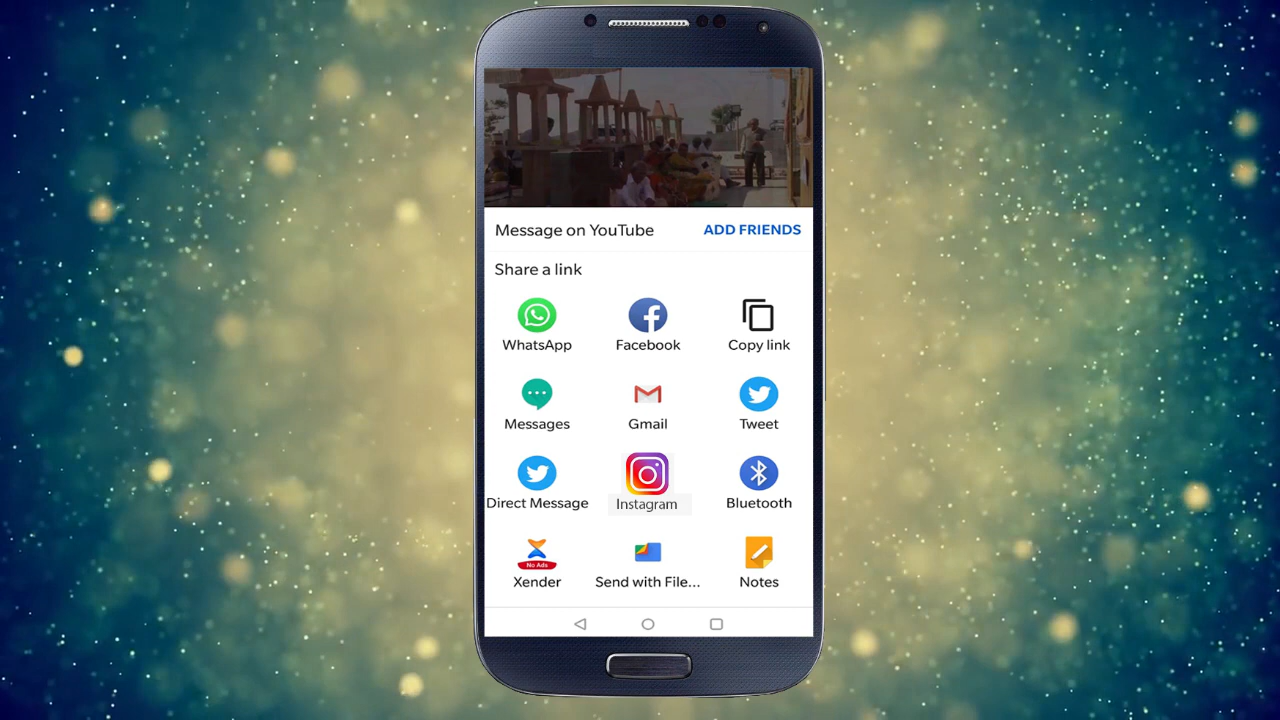 Message on YouTube ADD FRIENDS
Share a link
WhatsApp Facebook Copy link
Messages Gmail Tweet
Direct Message Instagram Bluetooth
No Ads
Xender Send with File... Notes